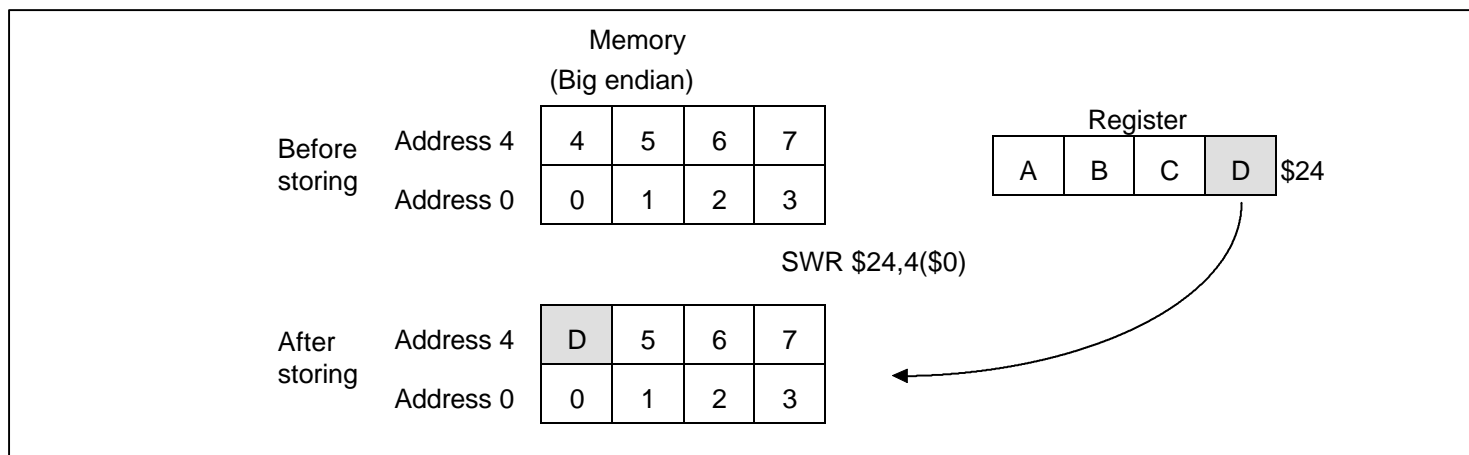 Memory
(Big endian)
Register
Before
storing
Address 4 4 5 6 7
Address 0 0 1 2 3
A B C D $24
SWR $24,4($0)
After
storing
Address 4 D 5 6 7
Address 0 0 1 2 3